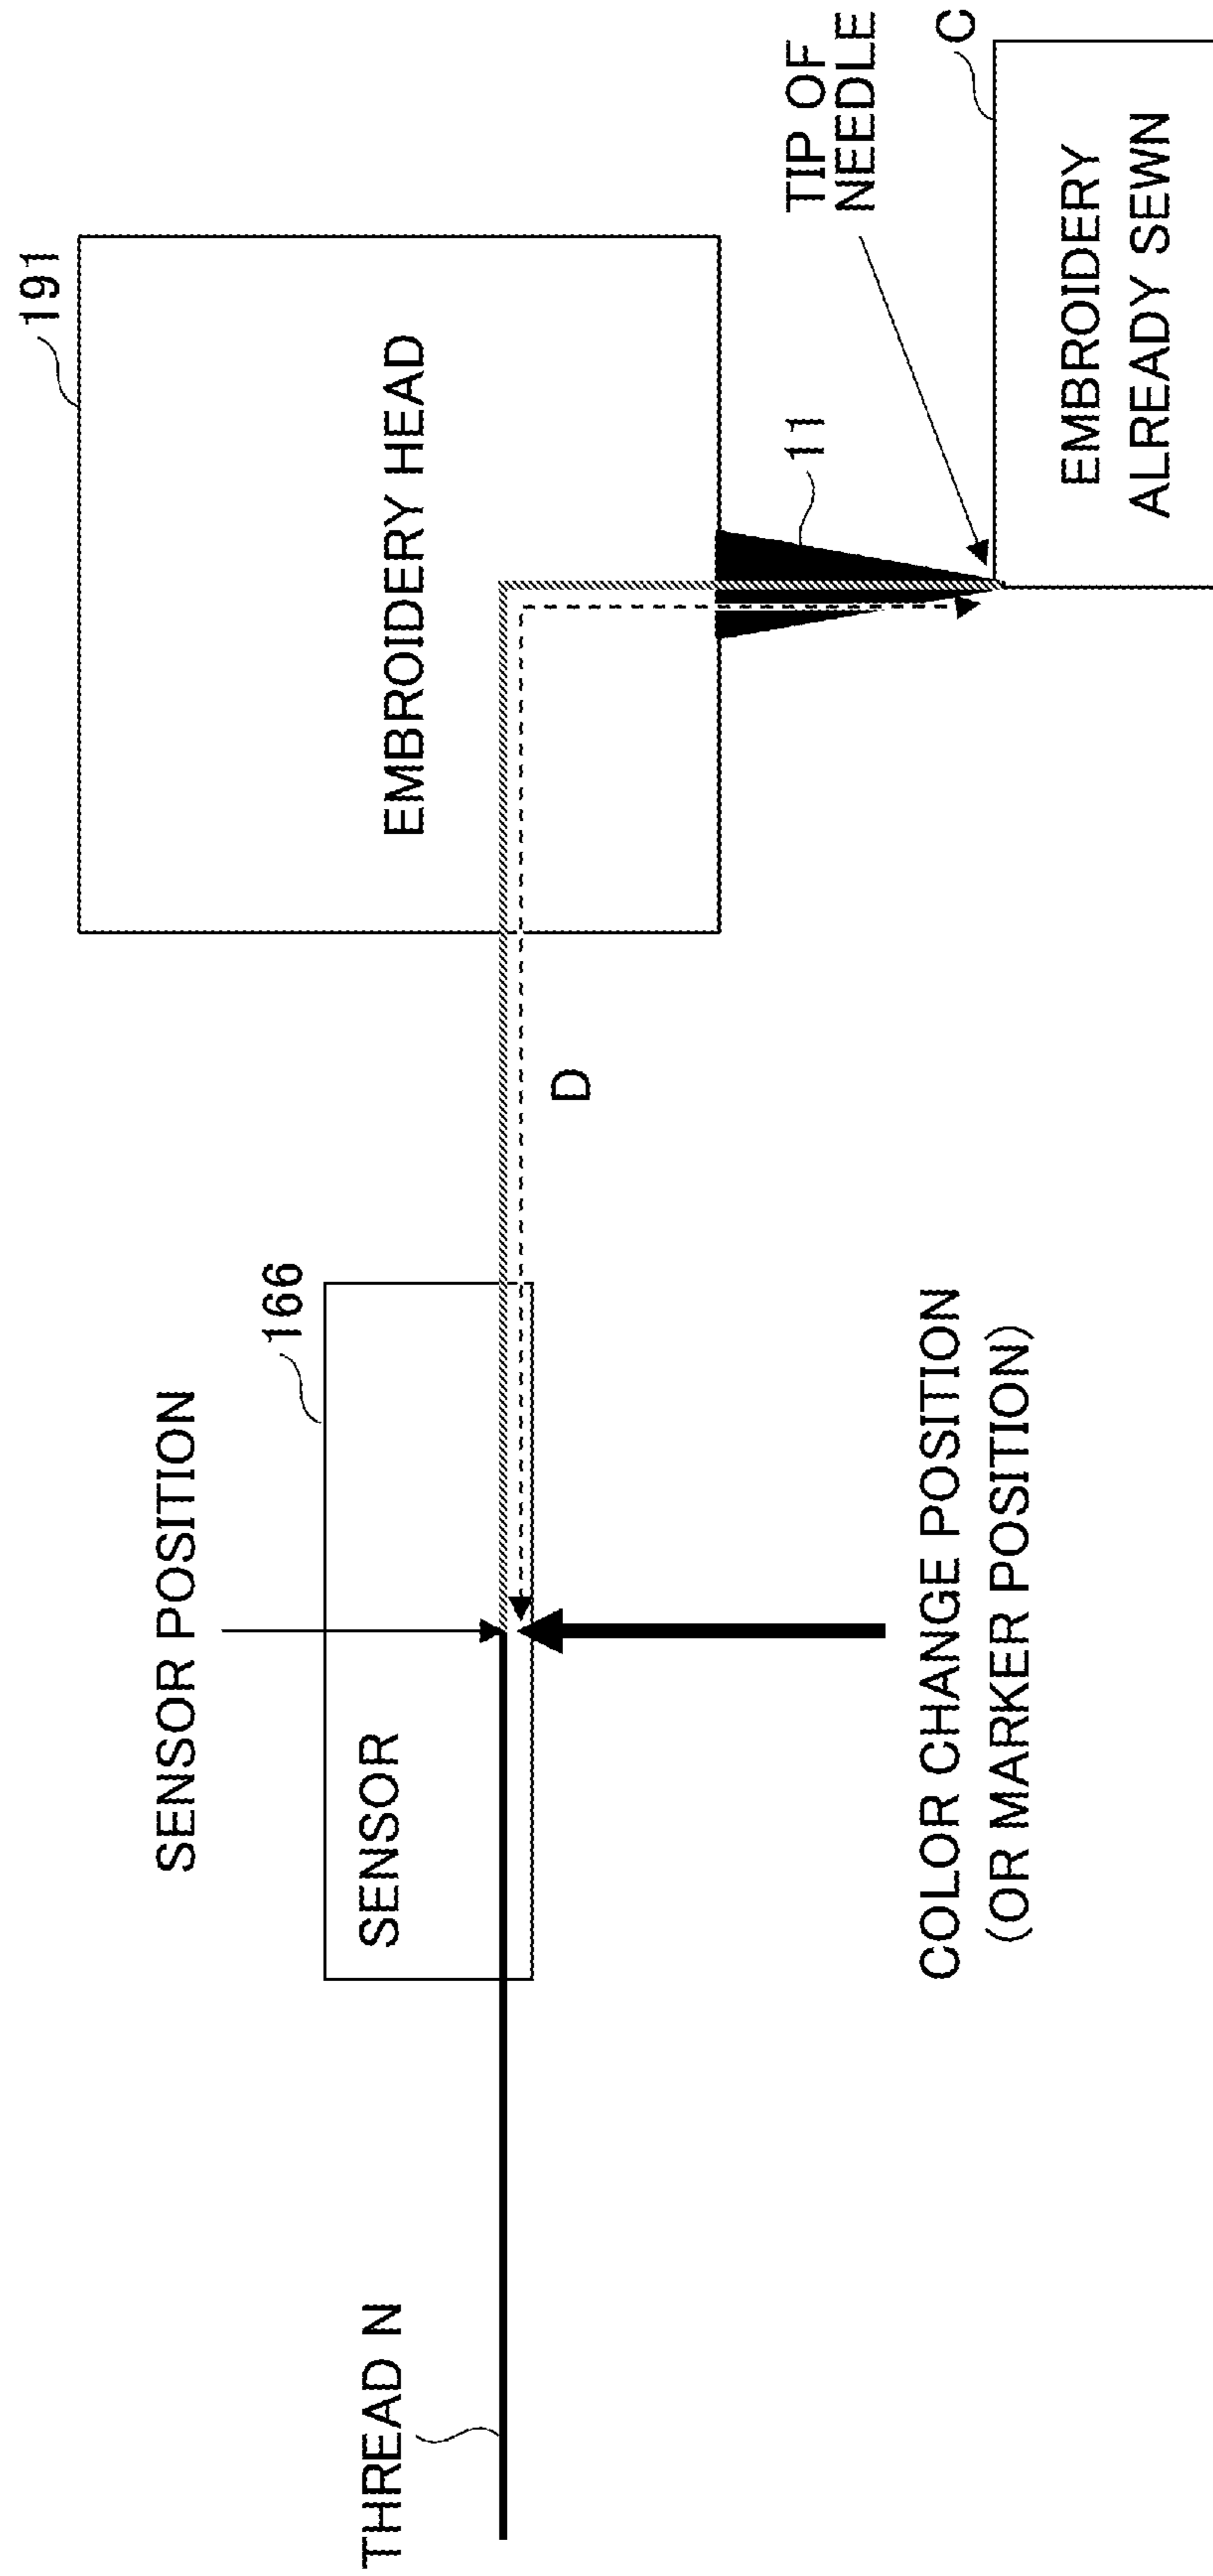 191
EMBROIDERY HEAD
TIP OF
NEEDLE
C
11
EMBROIDERY
ALREADY SEWN
D
SENSOR POSITION
166
SENSOR
THREAD N
COLOR CHANGE POSITION
(OR MARKER POSITION)